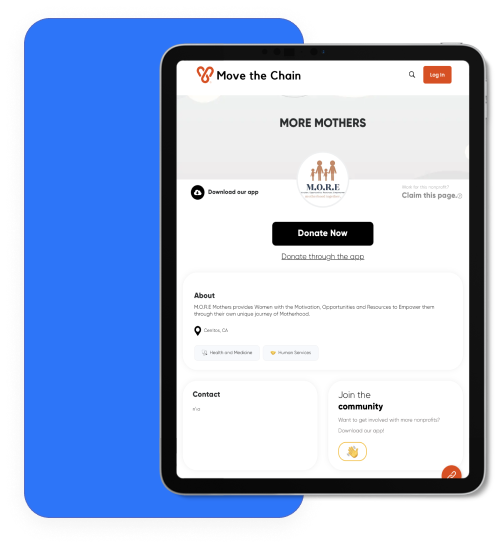 Move the Chain
Log In
MORE MOTHERS
M.O.R.E
Download our app
Work for this nonprofit?
Claim this page.
Donate Now
Donate through the app
About
M.O.R.E Mothers provides Women with the Motivation, Opportunities and Resources to Empower them
through their own unique journey of Motherhood.
Cerritos, CA
Health and Medicine
Human Services
Contact
n\a
Join the
community
Want to get involved with more nonprofits?
Download our app!